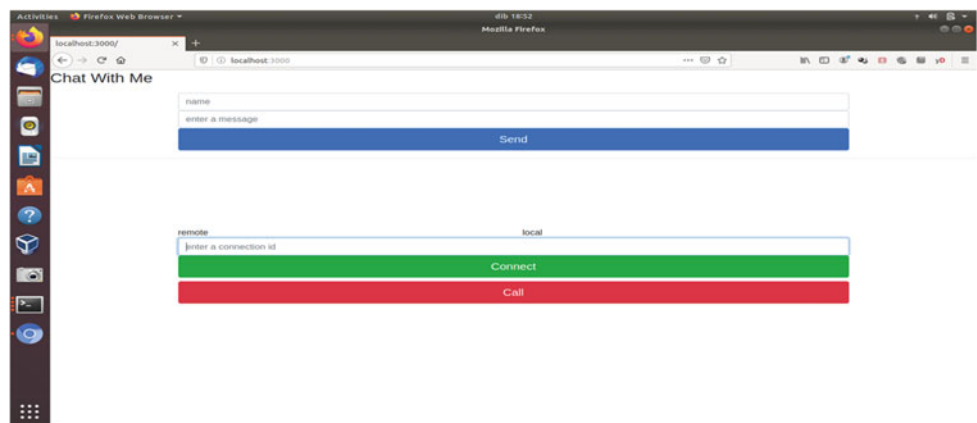 Activities Firefox Web Browser dib 18:52
Mozilla Firefox
localhost:3000/
localhost:3000
Chat With Me
name
enter a message
Send
remote local
enter a connection id
Connect
Call